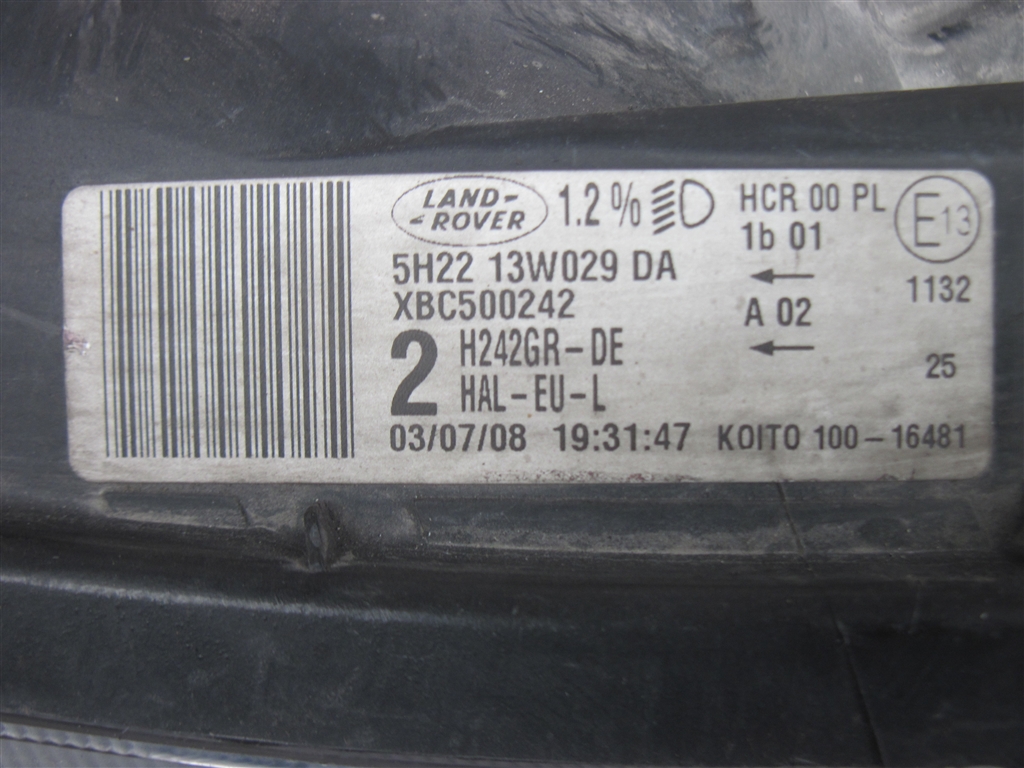 LAND-
ROVER
1.2%
HCR 00 PL
E13
1b 01
5H22 13W029 DA
1132
XBC500242
A 02
2
H242GR-DE
25
HAL-EU-L
03/07/08 19:31:47 KOITO 100-16481